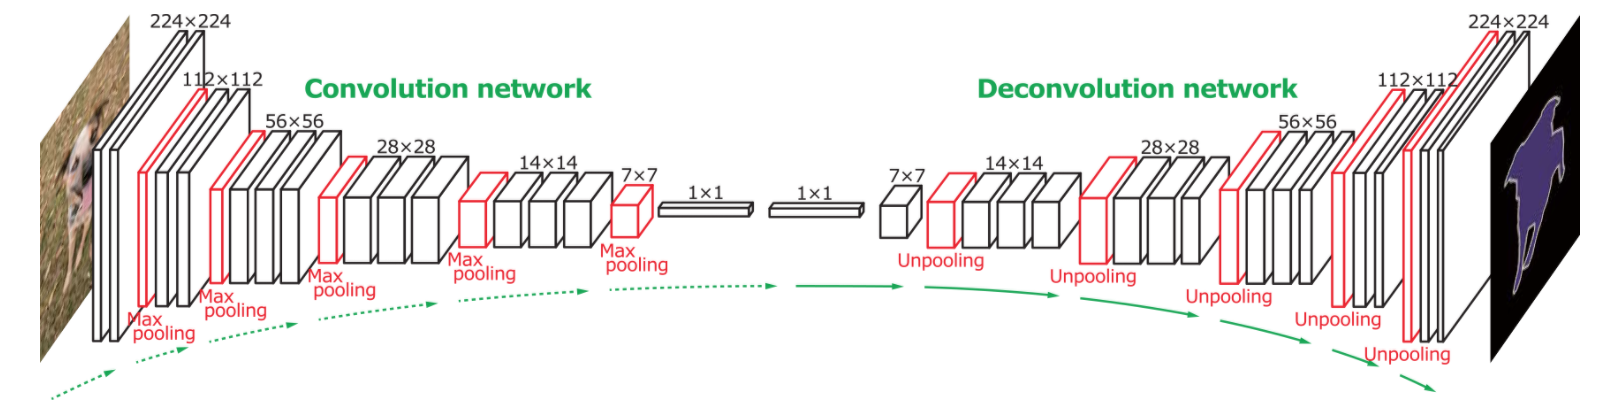 224×224
112×112
56×56
28×28
14×14
7×7
1×1
1×1
7×7
14×14
28×28
56×56
112×112
224×224
Convolution network
Deconvolution network
Max
pooling
Max
pooling
Max
pooling
Max
pooling
Max
pooling
Unpooling
Unpooling
Unpooling
Unpooling
Unpooling